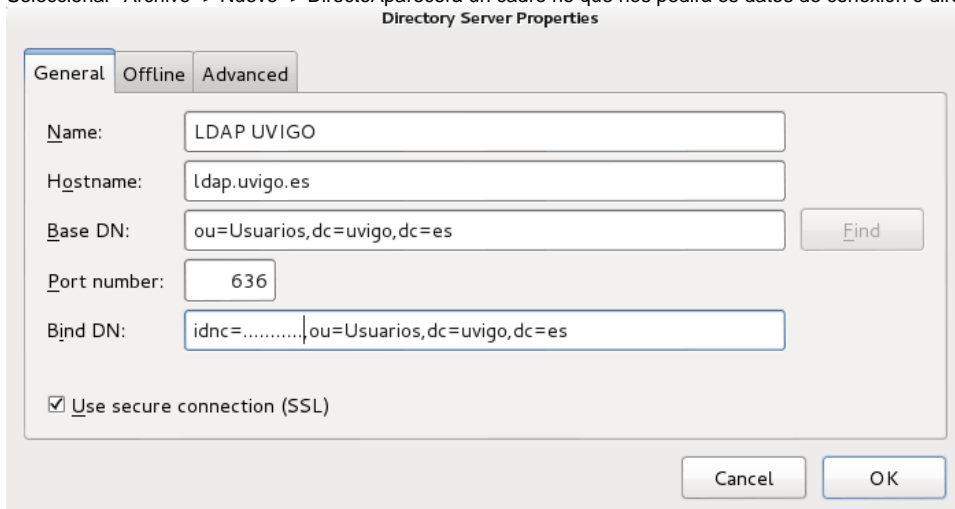 Directory Server Properties
General Offline Advanced
Name: LDAP UVIGO
Hostname: ldap.uvigo.es
Base DN: ou=Usuarios,dc=uvigo,dc=es Find
Port number: 636
Bind DN: idnc=...........,ou=Usuarios,dc=uvigo,dc=es
Use secure connection (SSL)
Cancel OK